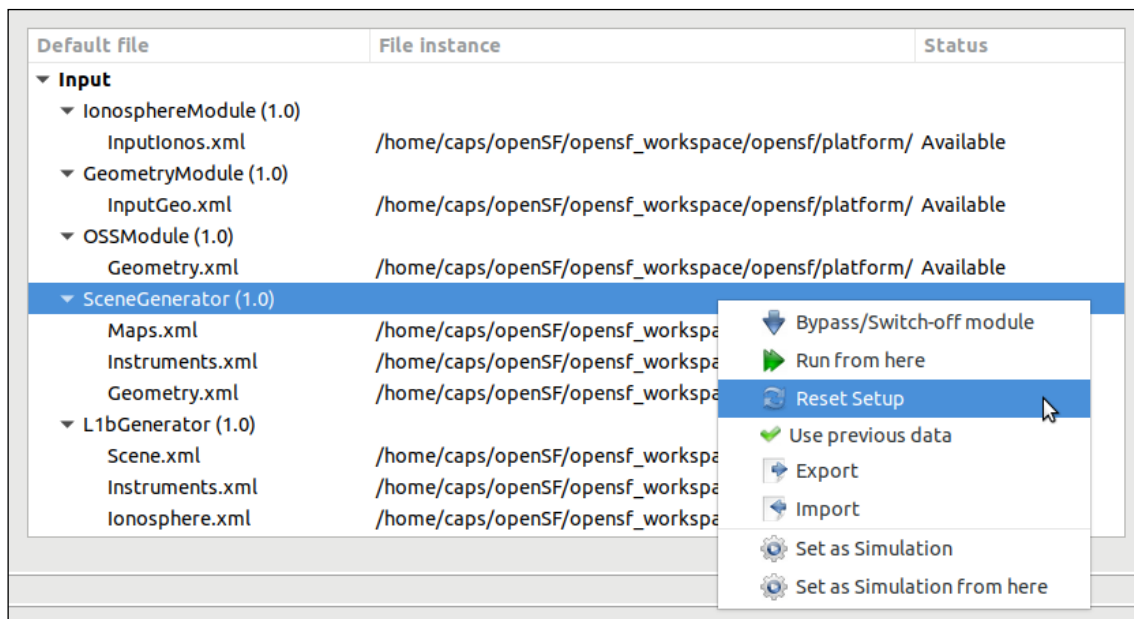 Default file File instance Status
Input
IonosphereModule (1.0)
InputIonos.xml /home/caps/openSF/opensf_workspace/opensf/platform/ Available
GeometryModule (1.0)
InputGeo.xml /home/caps/openSF/opensf_workspace/opensf/platform/ Available
OSSModule (1.0)
Geometry.xml /home/caps/openSF/opensf_workspace/opensf/platform/ Available
SceneGenerator (1.0)
Maps.xml /home/caps/openSF/opensf_workspa
Instruments.xml /home/caps/openSF/opensf_workspa
Geometry.xml /home/caps/openSF/opensf_workspa
L1bGenerator (1.0)
Scene.xml /home/caps/openSF/opensf_workspa
Instruments.xml /home/caps/openSF/opensf_workspa
Ionosphere.xml /home/caps/openSF/opensf_workspa
Bypass/Switch-off module
Run from here
Reset Setup
Use previous data
Export
Import
Set as Simulation
Set as Simulation from here